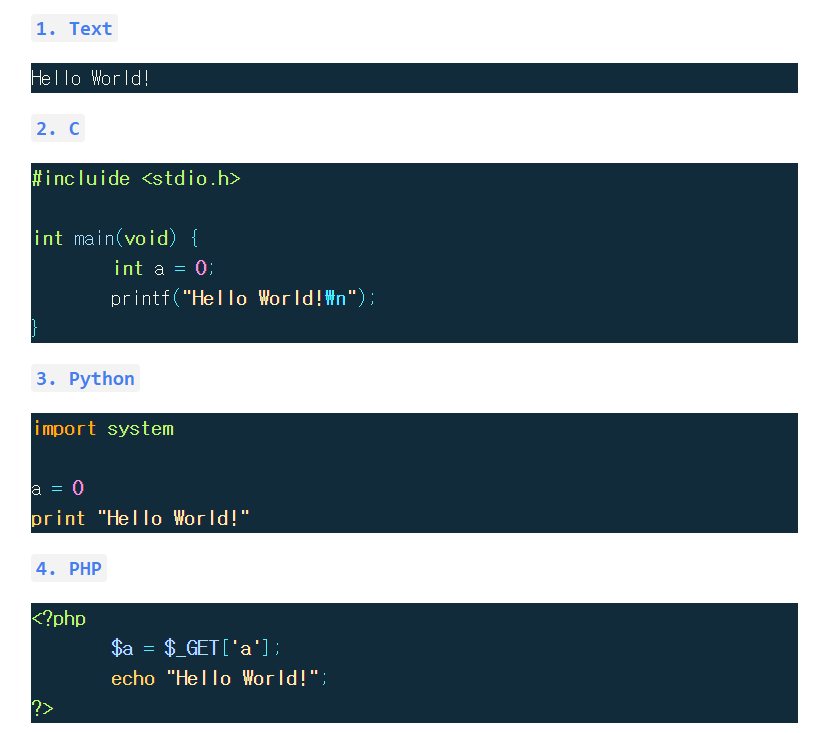 1. Text
Hello World!
2. C
#incluide <stdio.h>
int main(void) {
int a = 0;
printf("Hello World!₩n");
}
3. Python
import system
a = 0
print "Hello World!"
4. PHP
<?php
$a = $_GET['a'];
echo "Hello World!";
?>